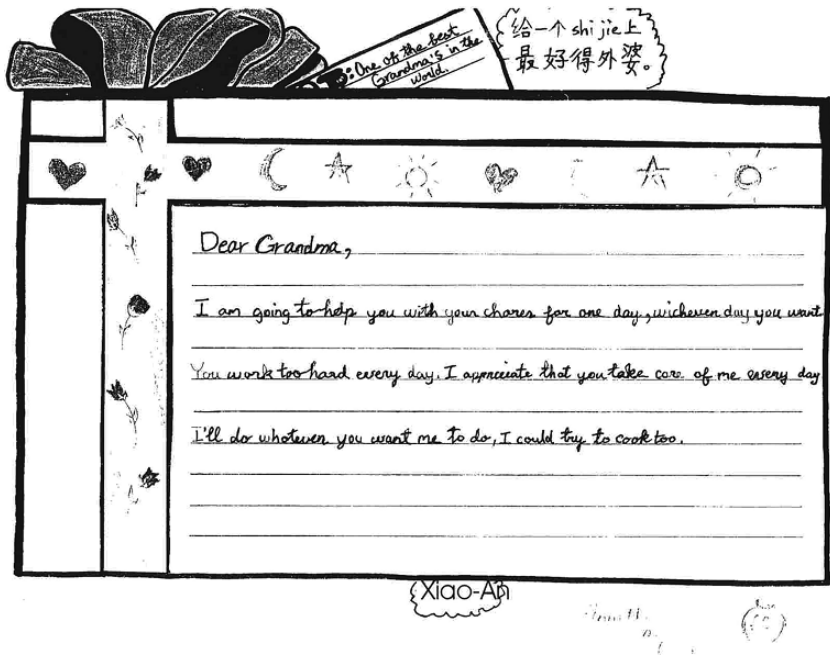 : One of the best
Grandma's in the
world.
给一个 shi jie 上
最好得外婆。
Dear Grandma,
I am going to help you with your chores for one day, wichever day you want
You work too hard every day. I appreciate that you take care of me every day
I'll do whatever you want me to do, I could try to cook too.
Xiao-An